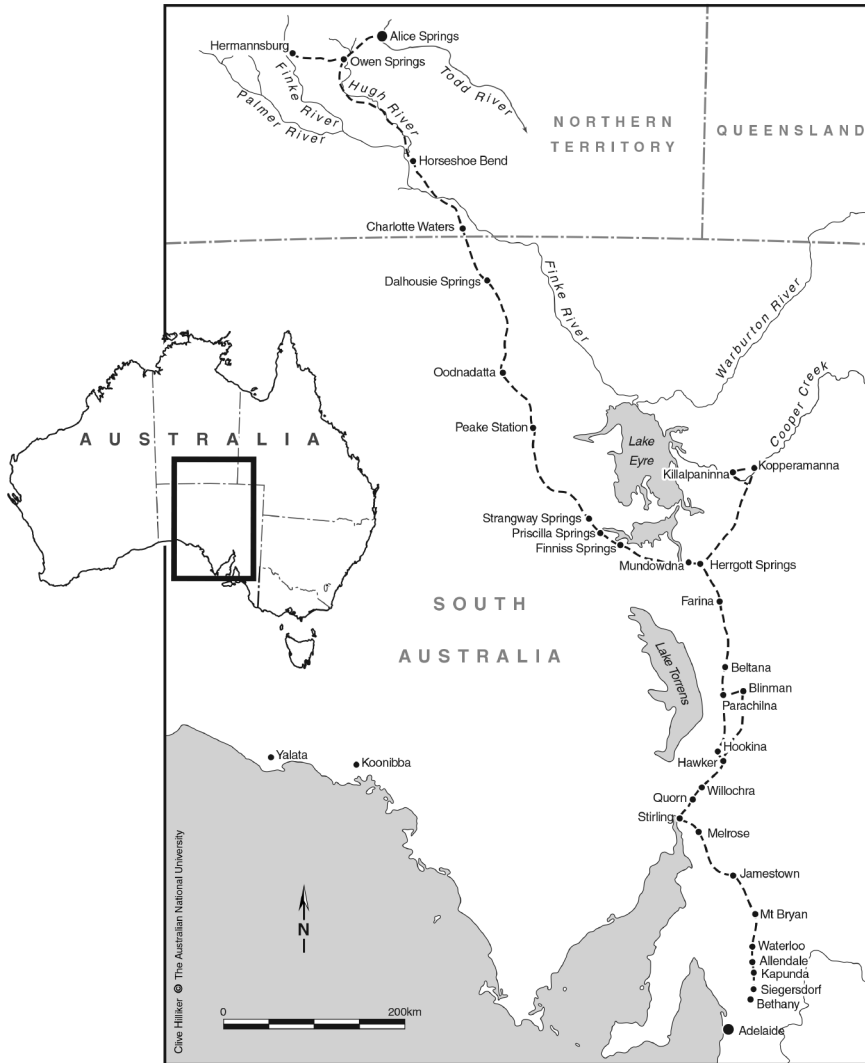 Alice Springs
Hermannsburg
Owen Springs
Finke River
Palmer River
Hugh River
Todd River
NORTHERN
TERRITORY
QUEENSLAND
Horseshoe Bend
Charlotte Waters
Dalhousie Springs
Finke River
Warburton River
Oodnadatta
Cooper Creek
Peake Station
Lake
Eyre
AUSTRALIA
Kopperamanna
Killalpaninna
Strangway Springs
Priscilla Springs
Finniss Springs
Mundowdna
Herrgott Springs
Farina
SOUTH
AUSTRALIA
Lake Torrens
Beltana
Blinman
Parachilna
Hookina
Hawker
Yalata
Koonibba
Willochra
Quorn
Stirling
Melrose
Jamestown
Mt Bryan
Waterloo
Allendale
Kapunda
Siegersdorf
Bethany
Adelaide
N
0
200km
Clive Hilliker © The Australian National University